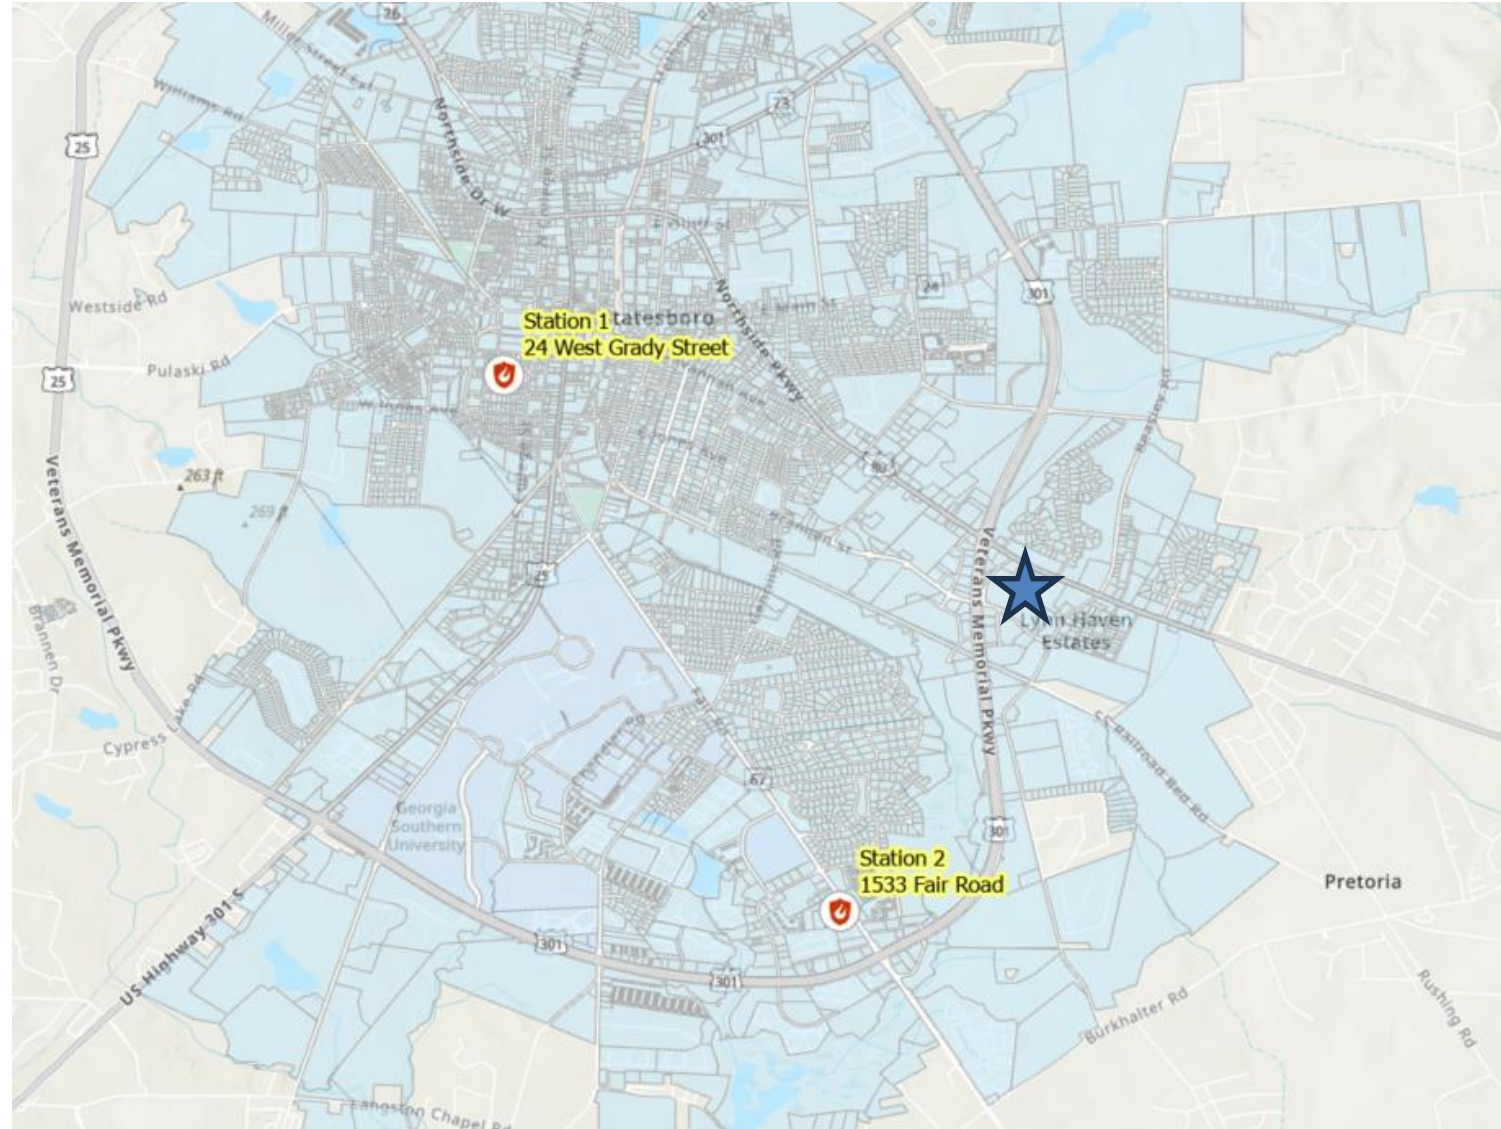 26
Miller Street Ext
Williams Rd
Northside Dr W
73
301
25
24
Westside Rd
Station 1
tatesboro
24 West Grady Street
Northside Pkwy
E Main St
301
Pulaski Rd
25
W Jones Ave
E Jones Ave
80
263 ft
269 ft
Brannen St
Veterans Memorial Pkwy
Veterans Memorial Pkwy
25
Lynn Haven
Estates
Brannen Dr
Cypress Lake Rd
Fair Rd
67
Railroad Bed Rd
Georgia
Southern
University
301
Station 2
1533 Fair Road
Pretoria
US Highway 301 S
301
301
Burkhalter Rd
Rushing Rd
Langston Chapel Rd